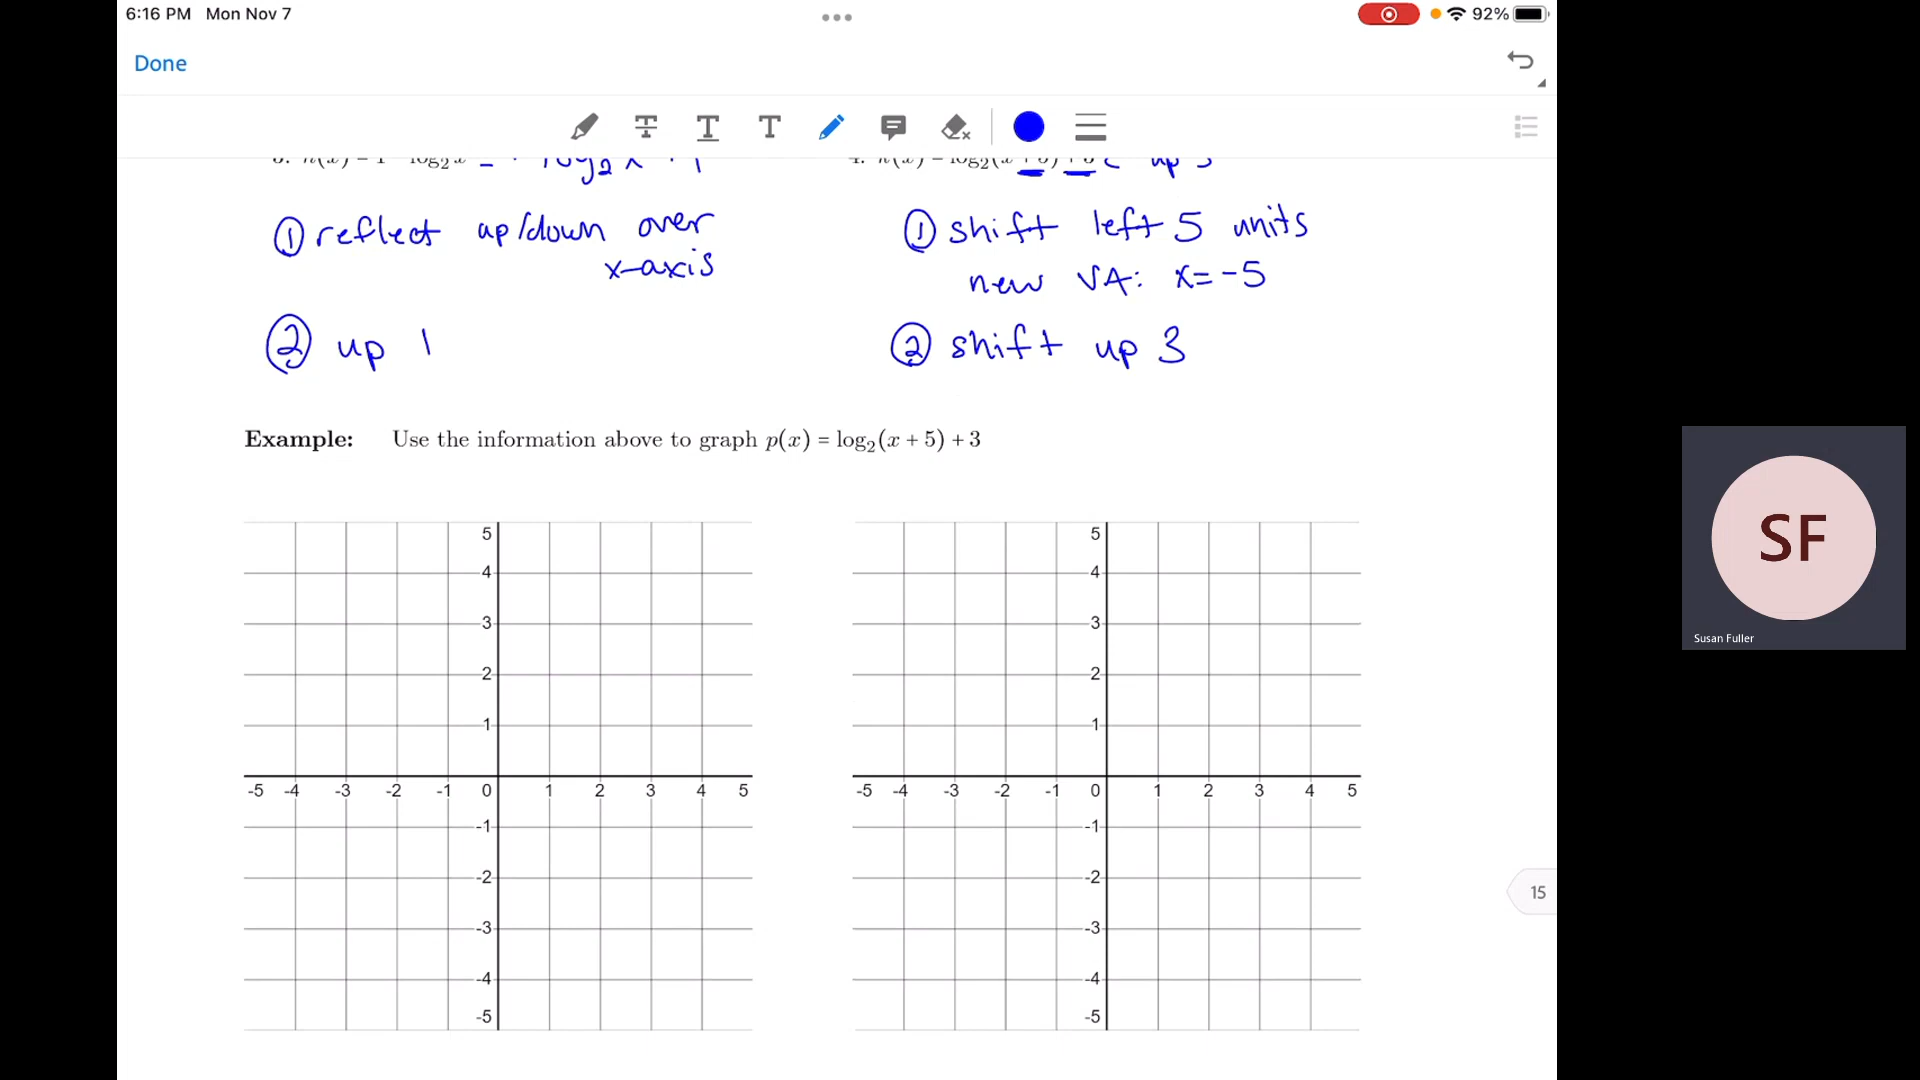 6:16 PM Mon Nov 7
92%
Done
T T T
log₂x + 1
up 3
① reflect up/down over
x-axis
② up 1
① shift left 5 units
new VA: x = -5
② shift up 3
Example: Use the information above to graph p(x) = log₂(x + 5) + 3
5
4
3
2
1
-5 -4 -3 -2 -1 0 1 2 3 4 5
-1
-2
-3
-4
-5
5
4
3
2
1
-5 -4 -3 -2 -1 0 1 2 3 4 5
-1
-2
-3
-4
-5
15
SF
Susan Fuller